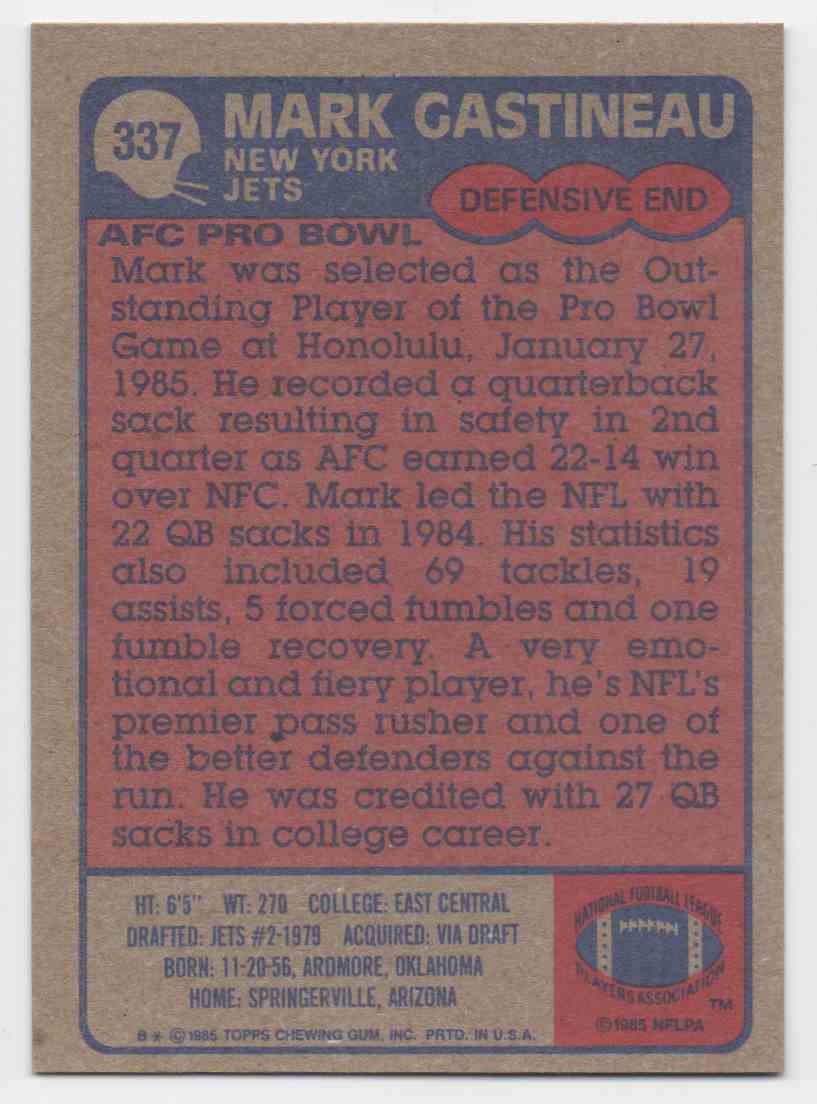 337
MARK GASTINEAU
NEW YORK
JETS
DEFENSIVE END
AFC PRO BOWL
Mark was selected as the Out-
standing Player of the Pro Bowl
Game at Honolulu, January 27,
1985. He recorded a quarterback
sack resulting in safety in 2nd
quarter as AFC earned 22-14 win
over NFC. Mark led the NFL with
22 QB sacks in 1984. His statistics
also included 69 tackles, 19
assists, 5 forced fumbles and one
fumble recovery. A very emo-
tional and fiery player, he's NFL's
premier pass rusher and one of
the better defenders against the
run. He was credited with 27 QB
sacks in college career.
HT: 6'5" WT: 270 COLLEGE: EAST CENTRAL
DRAFTED: JETS #2-1979 ACQUIRED: VIA DRAFT
BORN: 11-20-56, ARDMORE, OKLAHOMA
HOME: SPRINGERVILLE, ARIZONA
B * ©1985 TOPPS CHEWING GUM, INC. PRTD. IN U.S.A.
NATIONAL FOOTBALL LEAGUE
PLAYERS ASSOCIATION
TM
©1985 NFLPA